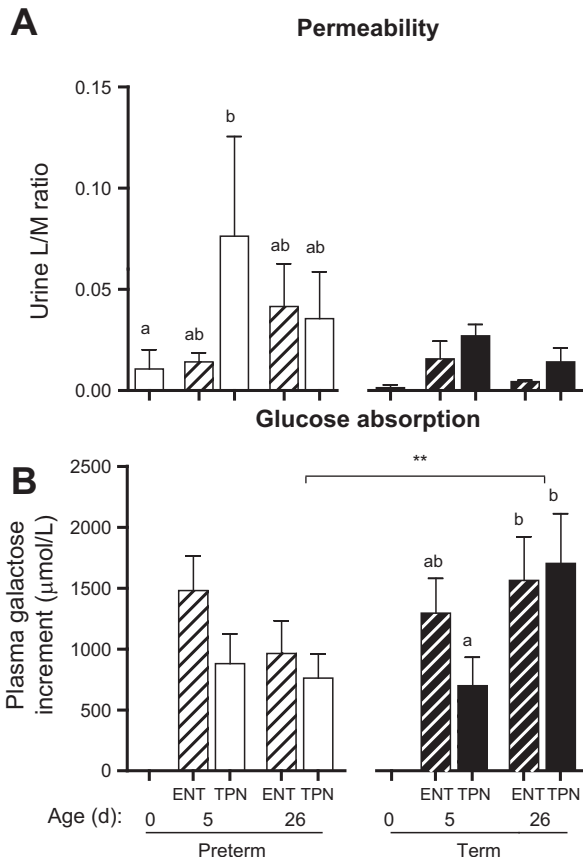 A
Permeability
Urine L/M ratio
0.15
0.10
0.05
0.00
a
ab
b
ab
ab
Glucose absorption
B
Plasma galactose
increment (μmol/L)
2500
2000
1500
1000
500
0
**
ab
a
b
b
ENT TPN ENT TPN ENT TPN ENT TPN
Age (d): 0 5 26 0 5 26
Preterm Term